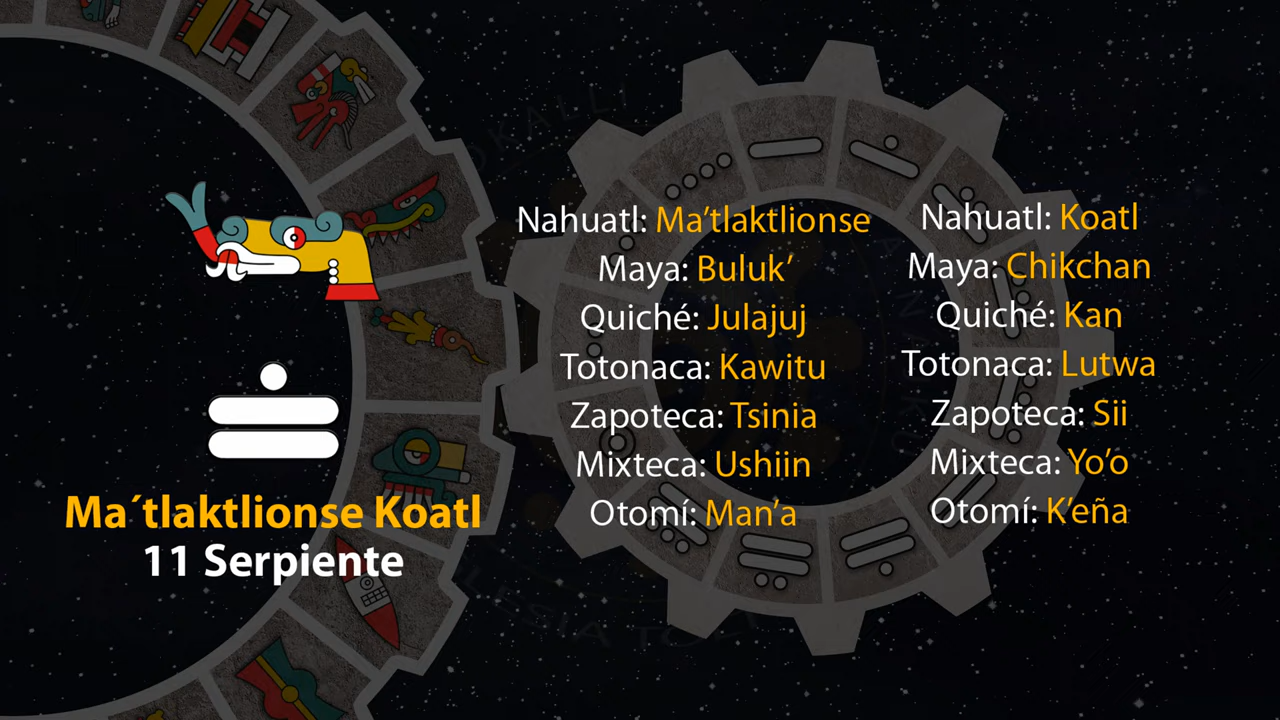 Nahuatl: Ma’tlaktlionse
Maya: Buluk’
Quiché: Julajuj
Totonaca: Kawitu
Zapoteca: Tsinia
Mixteca: Ushiin
Otomí: Man’a
Nahuatl: Koatl
Maya: Chikchan
Quiché: Kan
Totonaca: Lutwa
Zapoteca: Sii
Mixteca: Yo’o
Otomí: K’eña
Ma´tlaktlionse Koatl
11 Serpiente